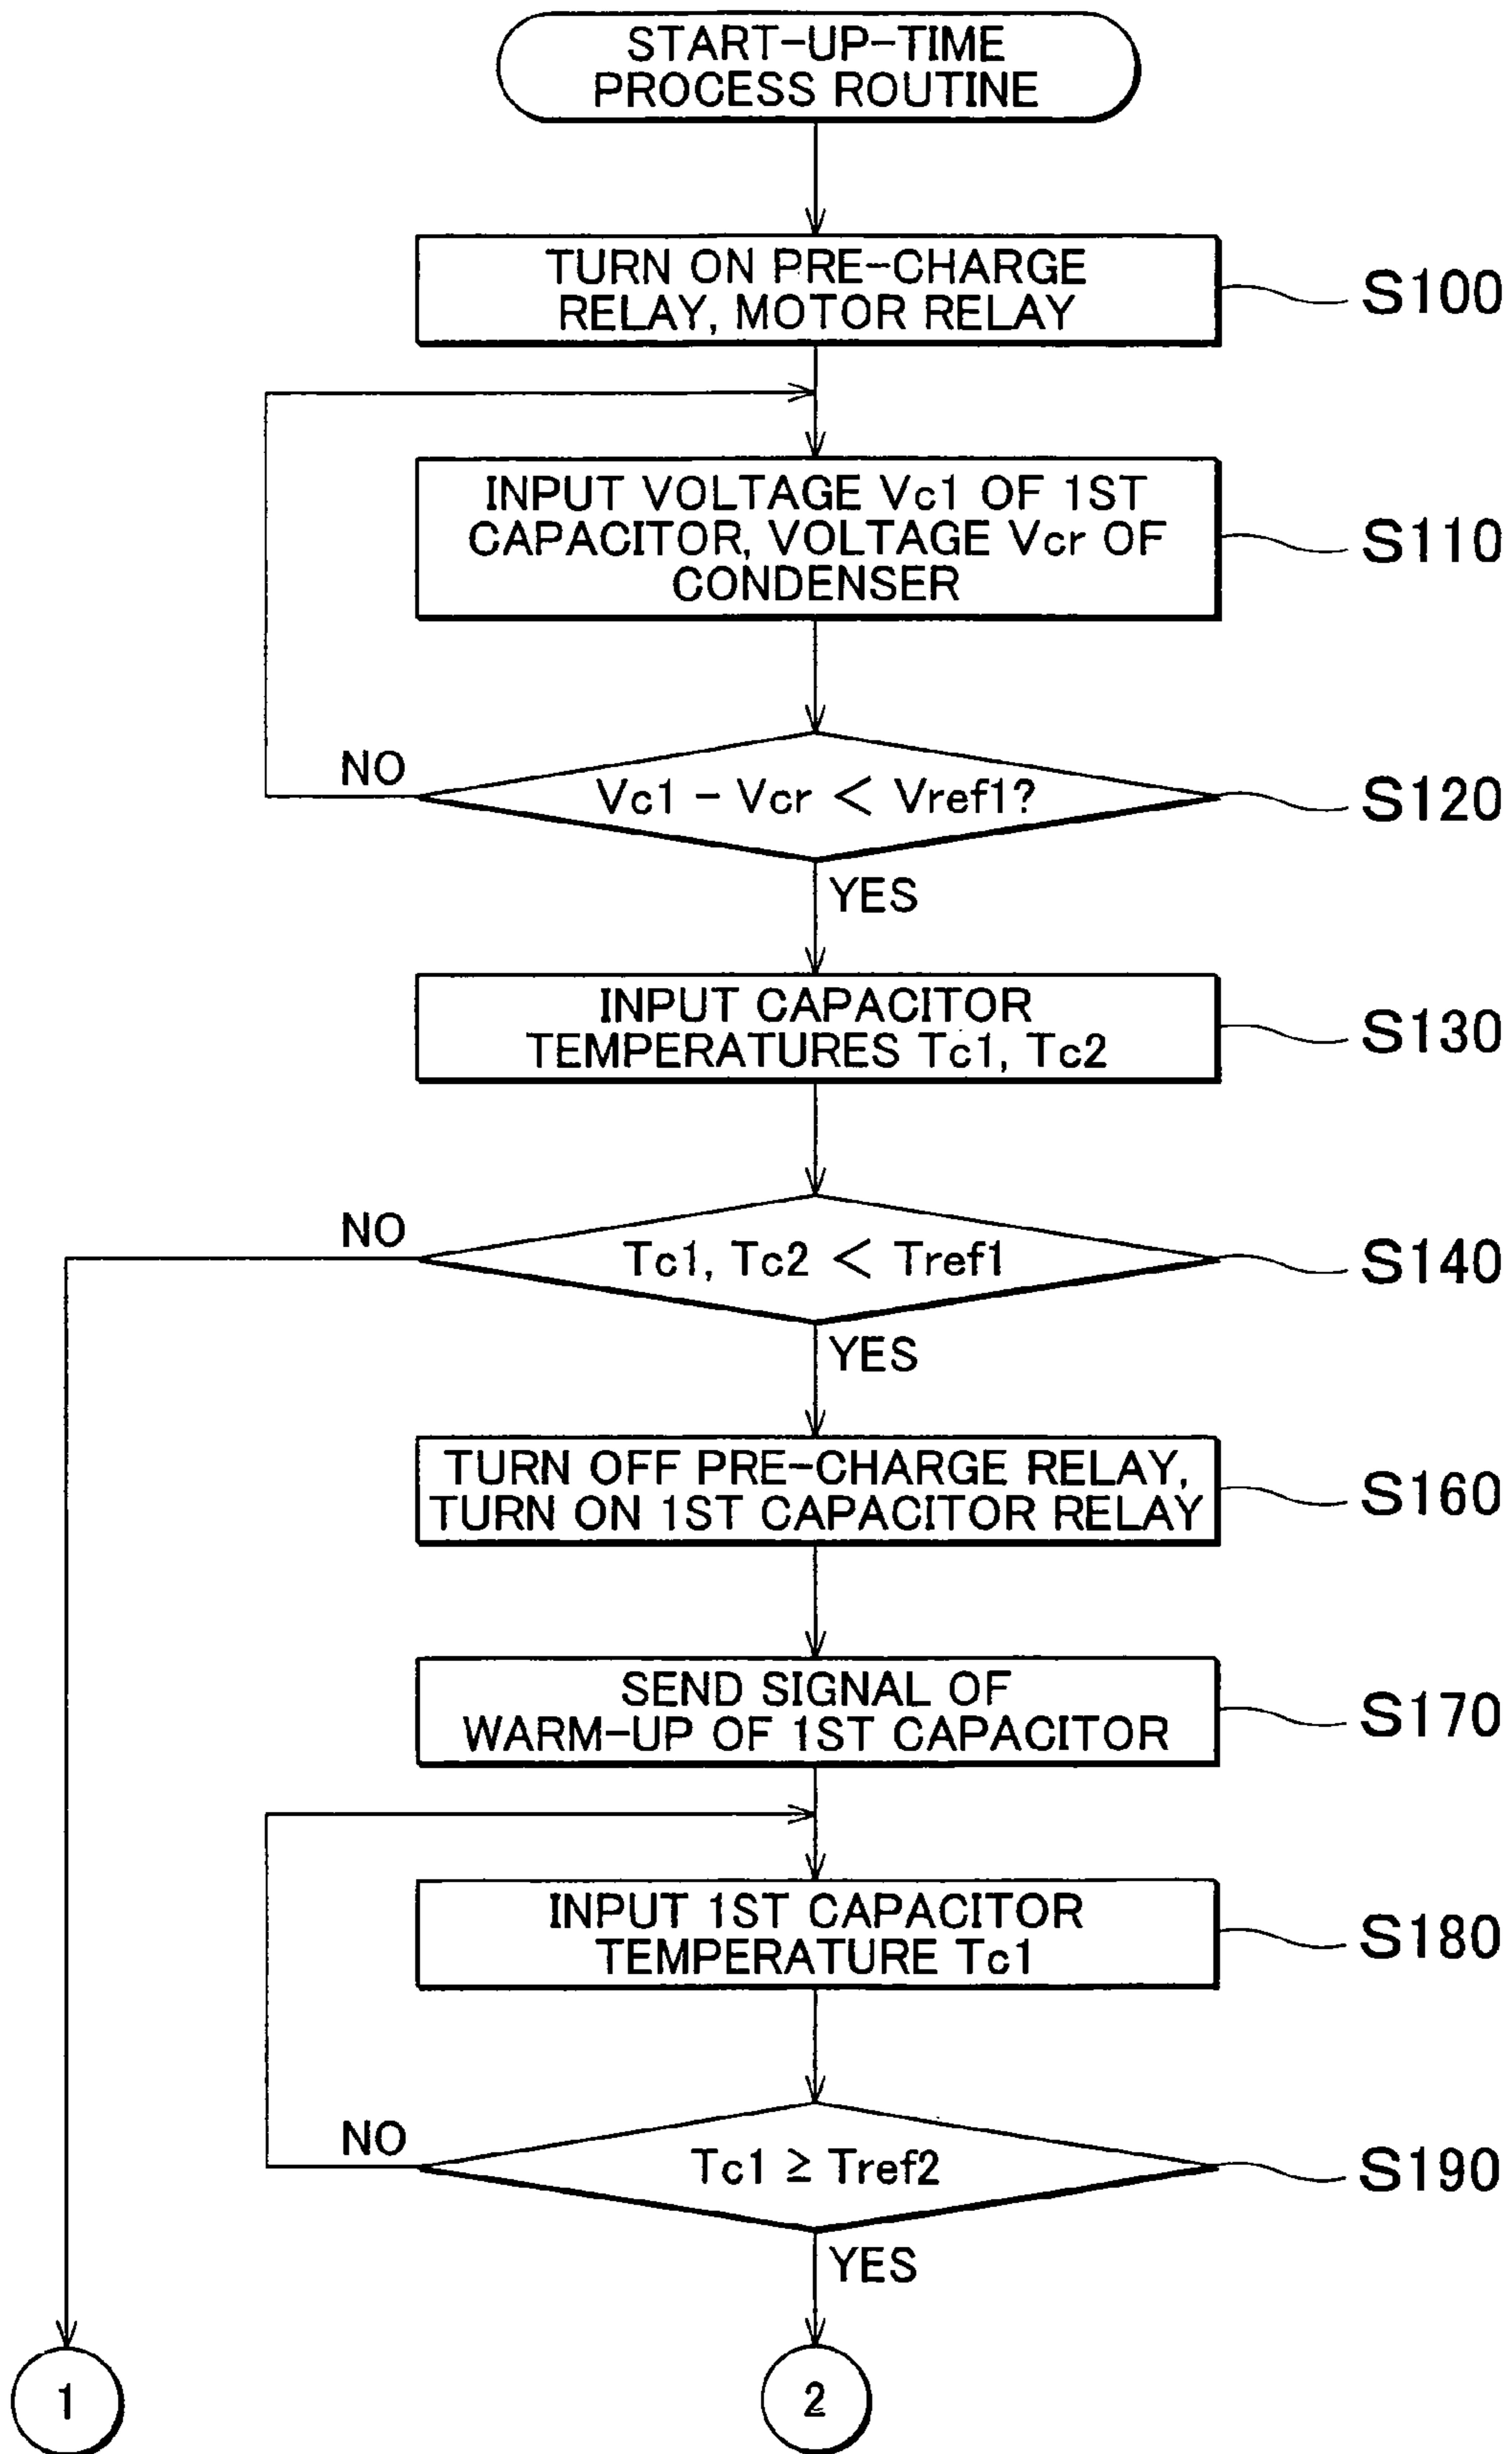 START-UP-TIME
PROCESS ROUTINE
TURN ON PRE-CHARGE
RELAY, MOTOR RELAY
S100
INPUT VOLTAGE Vc1 OF 1ST
CAPACITOR, VOLTAGE Vcr OF
CONDENSER
S110
NO
Vc1 - Vcr < Vref1?
S120
YES
INPUT CAPACITOR
TEMPERATURES Tc1, Tc2
S130
NO
Tc1, Tc2 < Tref1
S140
YES
TURN OFF PRE-CHARGE RELAY,
TURN ON 1ST CAPACITOR RELAY
S160
SEND SIGNAL OF
WARM-UP OF 1ST CAPACITOR
S170
INPUT 1ST CAPACITOR
TEMPERATURE Tc1
S180
NO
Tc1 ≥ Tref2
S190
YES
1
2